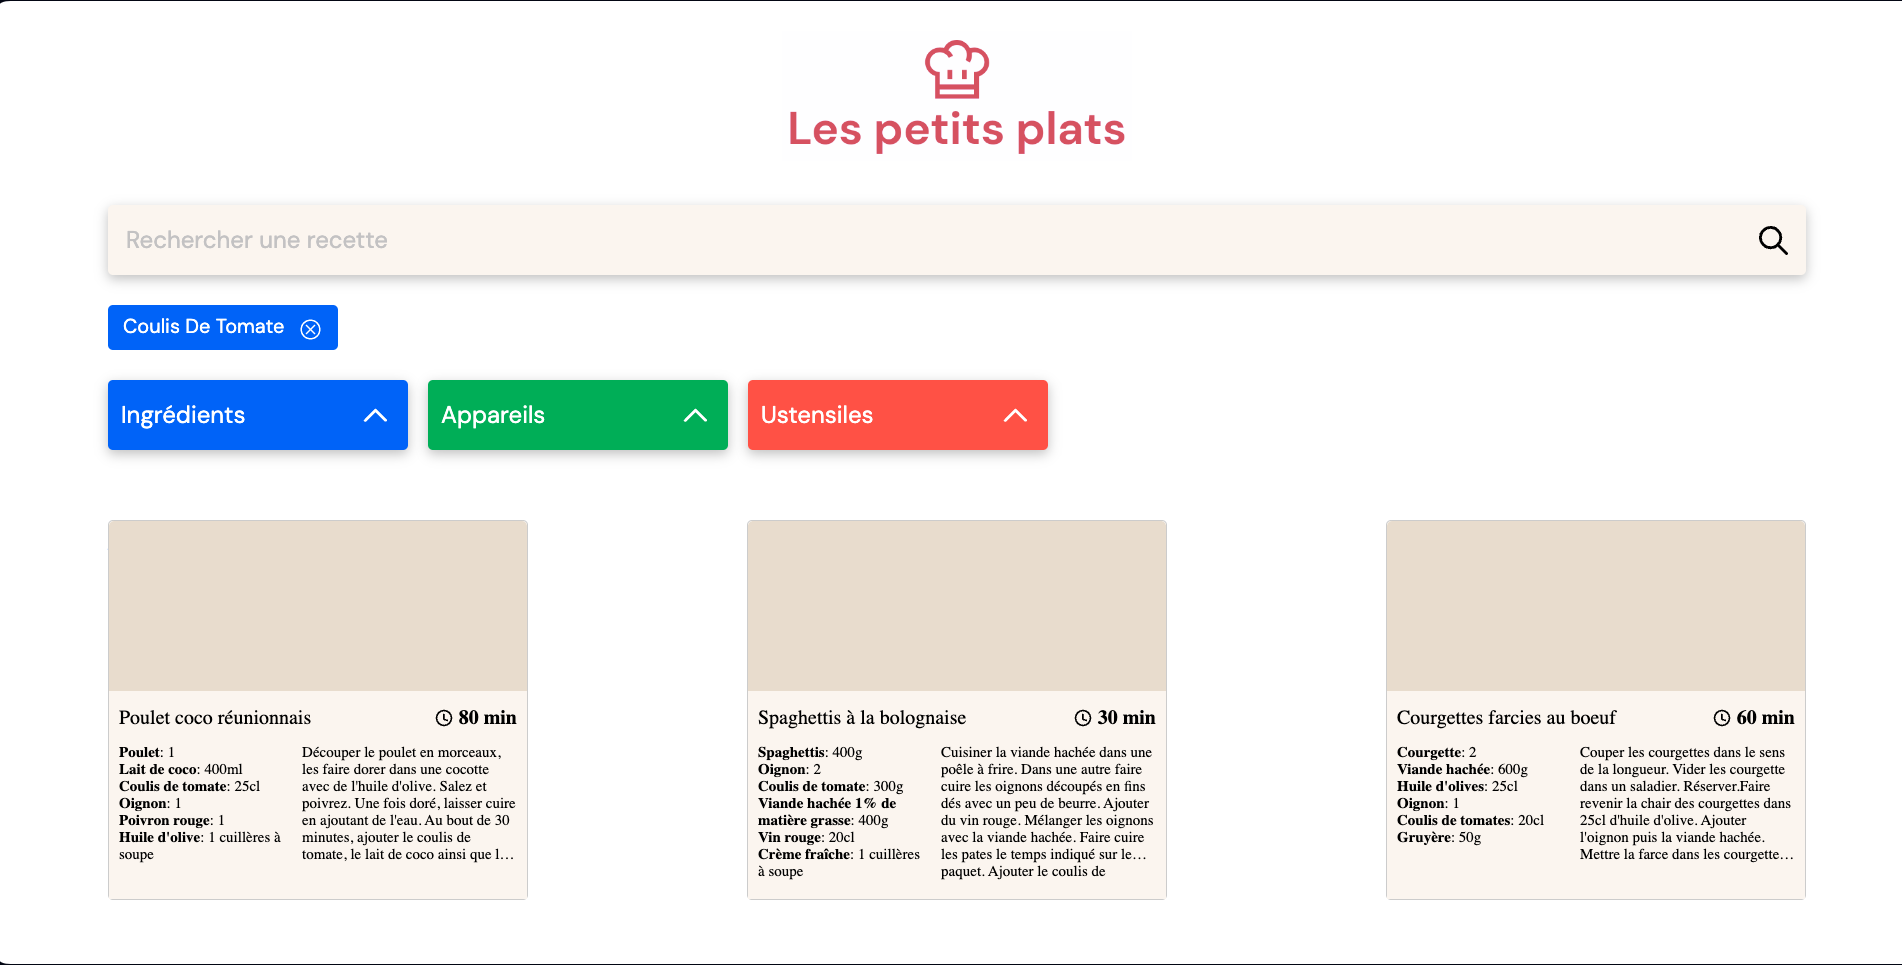 Les petits plats
Rechercher une recette
Coulis De Tomate
Ingrédients
Appareils
Ustensiles
Poulet coco réunionnais
80 min
Poulet: 1
Lait de coco: 400ml
Coulis de tomate: 25cl
Oignon: 1
Poivron rouge: 1
Huile d'olive: 1 cuillères à
soupe
Découper le poulet en morceaux,
les faire dorer dans une cocotte
avec de l'huile d'olive. Salez et
poivrez. Une fois doré, laisser cuire
en ajoutant de l'eau. Au bout de 30
minutes, ajouter le coulis de
tomate, le lait de coco ainsi que l…
Spaghettis à la bolognaise
30 min
Spaghettis: 400g
Oignon: 2
Coulis de tomate: 300g
Viande hachée 1% de
matière grasse: 400g
Vin rouge: 20cl
Crème fraîche: 1 cuillères
à soupe
Cuisiner la viande hachée dans une
poêle à frire. Dans une autre faire
cuire les oignons découpés en fins
dés avec un peu de beurre. Ajouter
du vin rouge. Mélanger les oignons
avec la viande hachée. Faire cuire
les pates le temps indiqué sur le…
paquet. Ajouter le coulis de
Courgettes farcies au boeuf
60 min
Courgette: 2
Viande hachée: 600g
Huile d'olives: 25cl
Oignon: 1
Coulis de tomates: 20cl
Gruyère: 50g
Couper les courgettes dans le sens
de la longueur. Vider les courgette
dans un saladier. Réserver.Faire
revenir la chair des courgettes dans
25cl d'huile d'olive. Ajouter
l'oignon puis la viande hachée.
Mettre la farce dans les courgette…